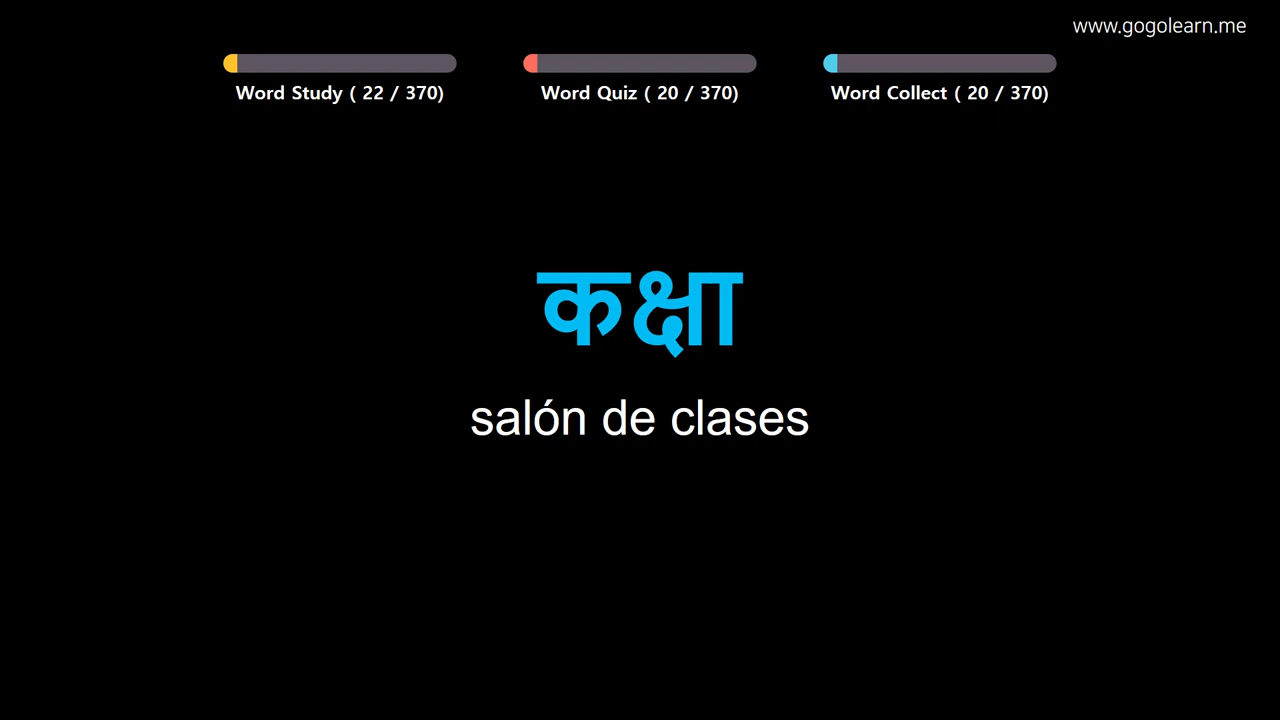 www.gogolearn.me
Word Study ( 22 / 370) Word Quiz ( 20 / 370) Word Collect ( 20 / 370)
कक्षा
salón de clases